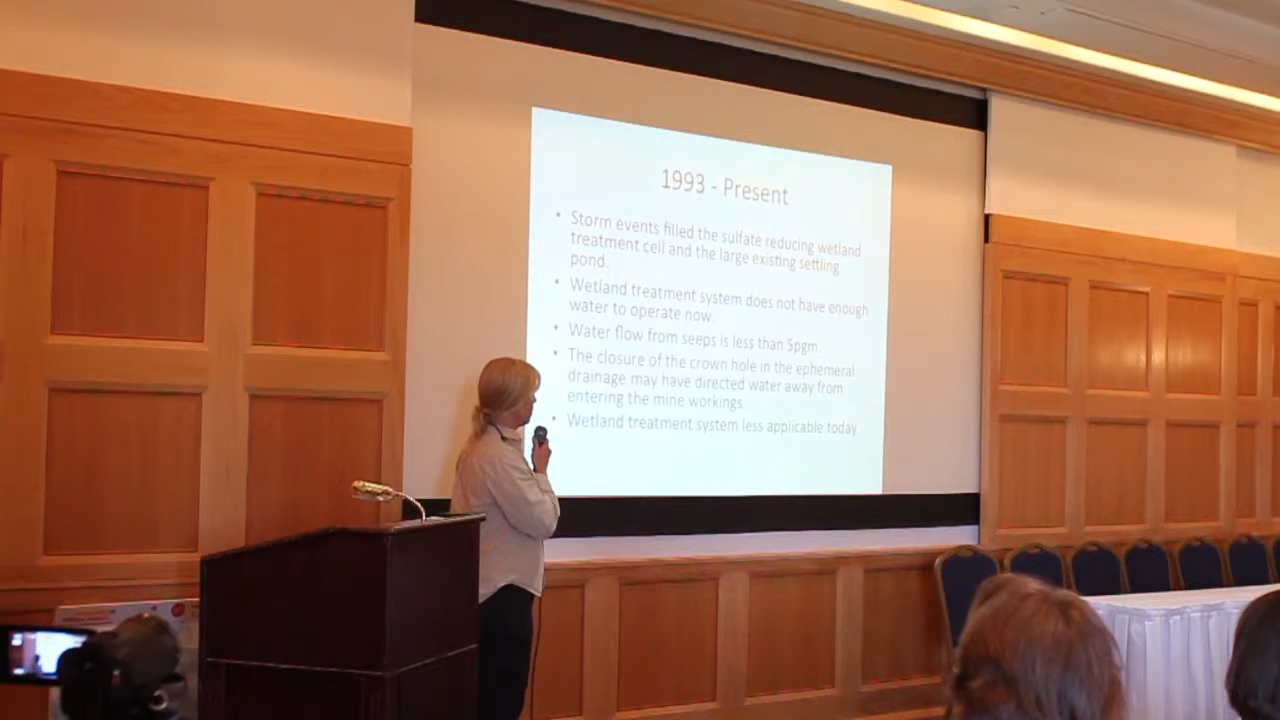 1993 - Present
• Storm events filled the sulfate reducing wetland
treatment cell and the large existing settling
pond.
• Wetland treatment system does not have enough
water to operate now.
• Water flow from seeps is less than 5pgm.
• The closure of the crown hole in the ephemeral
drainage may have directed water away from
entering the mine workings.
• Wetland treatment system less applicable today